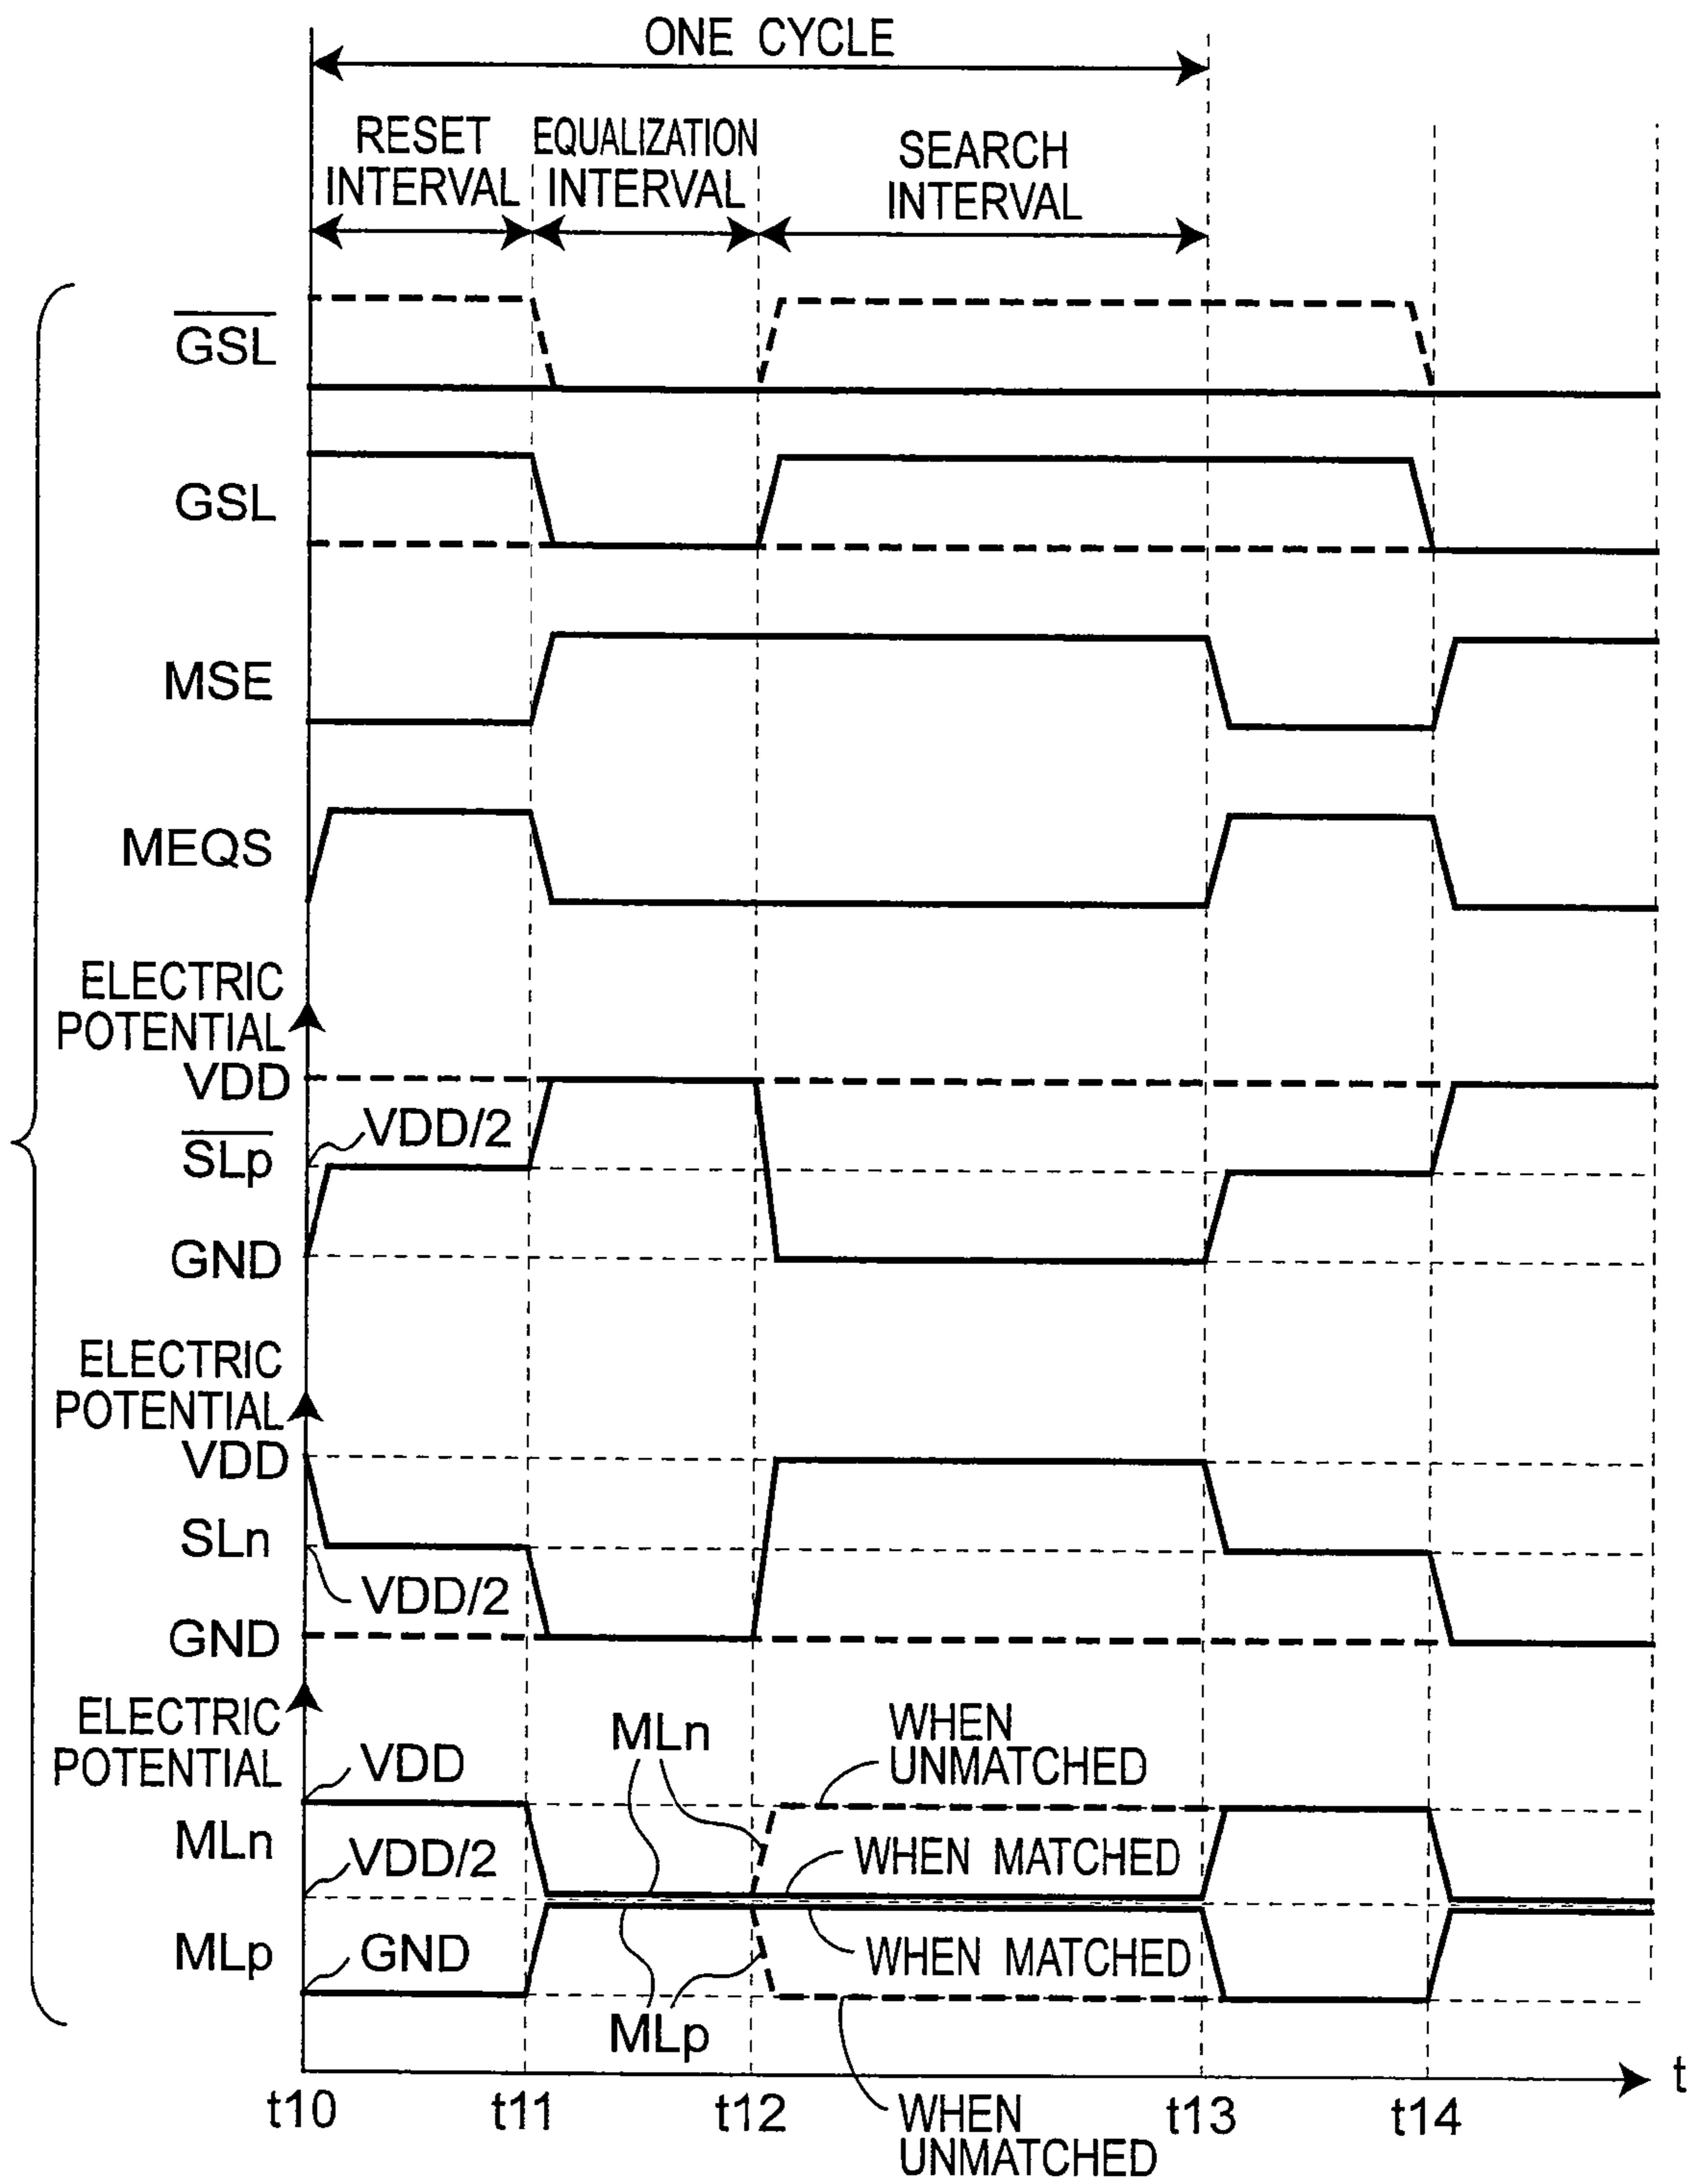 ONE CYCLE
RESET
INTERVAL
EQUALIZATION
INTERVAL
SEARCH
INTERVAL
G̅S̅L̅
GSL
MSE
MEQS
ELECTRIC
POTENTIAL
VDD
VDD/2
S̅L̅p̅
GND
ELECTRIC
POTENTIAL
VDD
SLn
VDD/2
GND
ELECTRIC
POTENTIAL
VDD
MLn
WHEN
UNMATCHED
MLn
VDD/2
WHEN MATCHED
MLp
GND
WHEN MATCHED
MLp
t
t10
t11
t12
t13
t14
WHEN
UNMATCHED